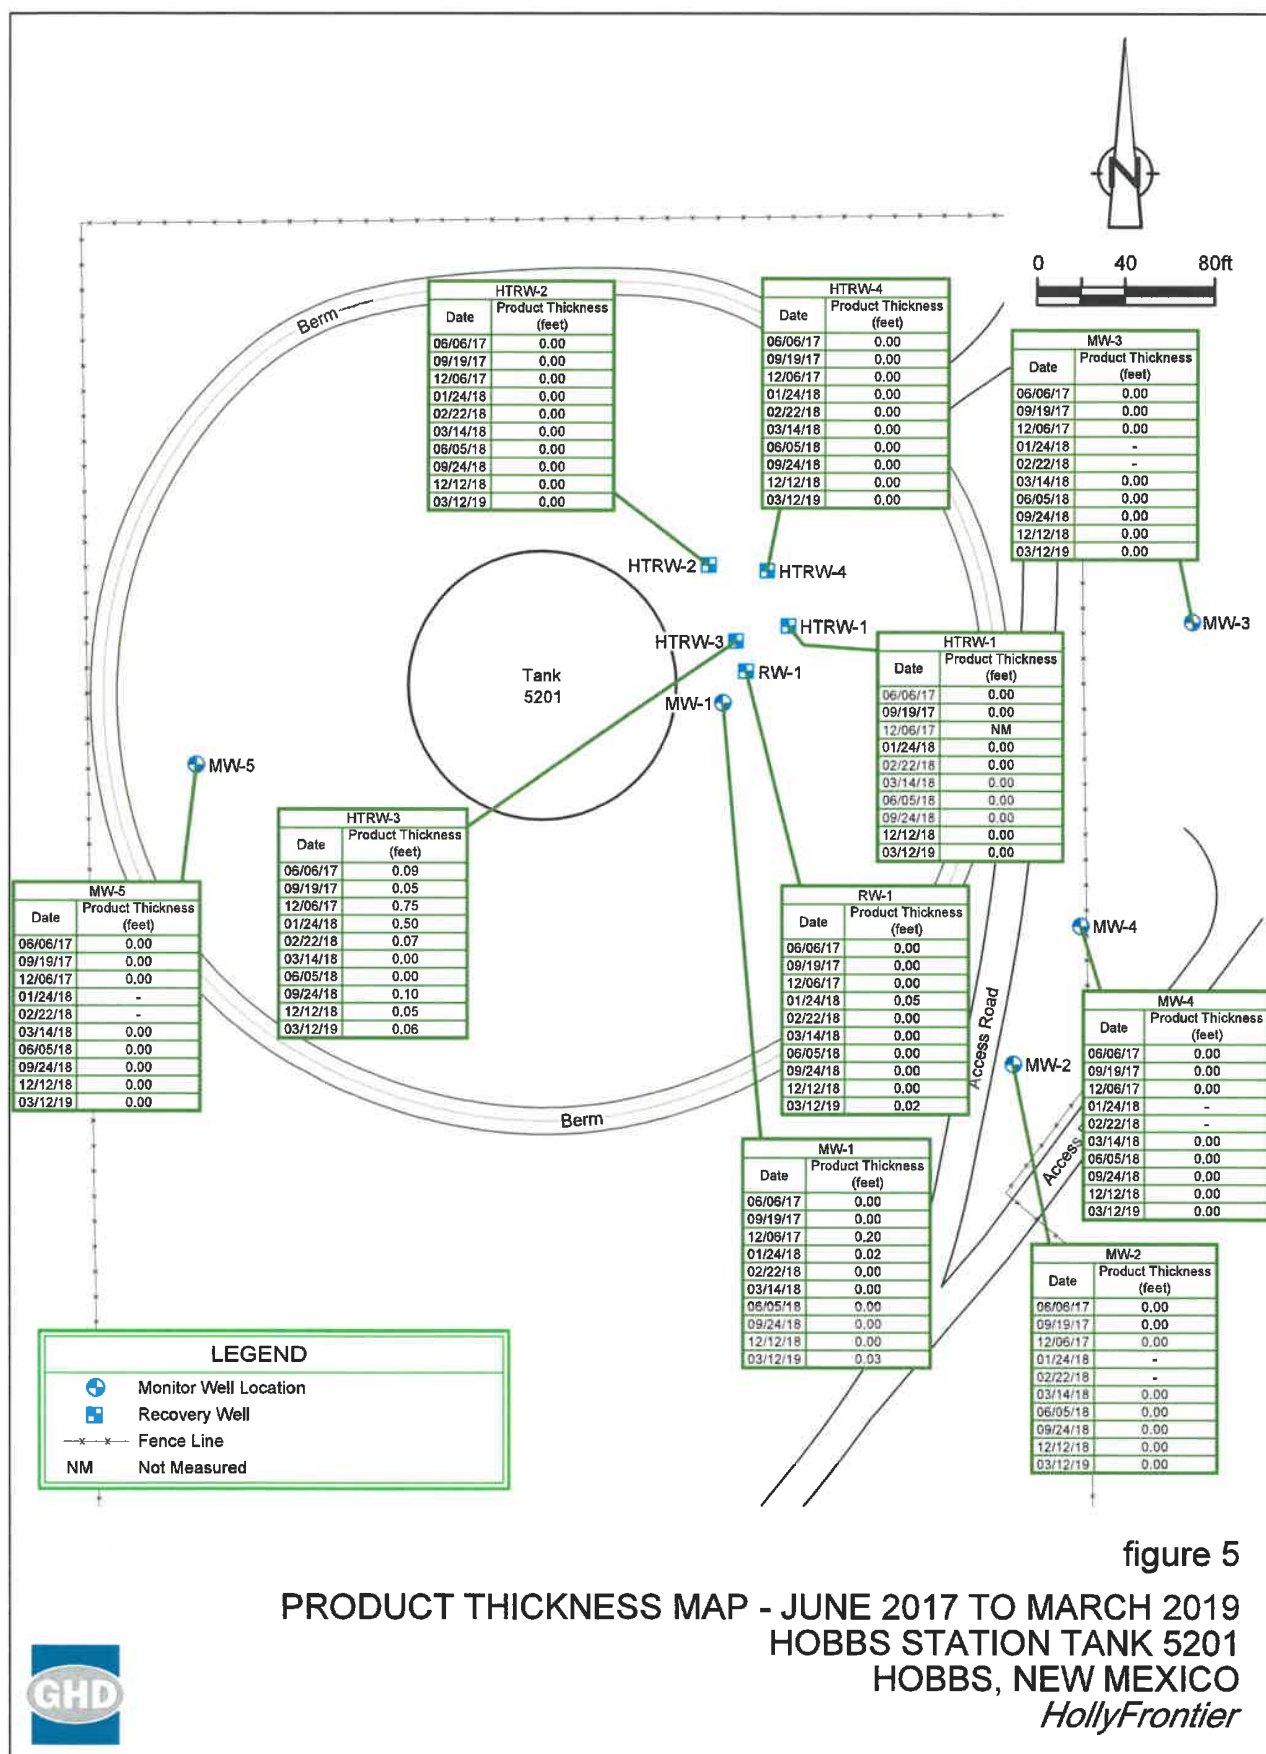 N
0 40 80ft
Berm
HTRW-2
Date Product Thickness
(feet)
06/06/17 0.00
09/19/17 0.00
12/06/17 0.00
01/24/18 0.00
02/22/18 0.00
03/14/18 0.00
06/05/18 0.00
09/24/18 0.00
12/12/18 0.00
03/12/19 0.00
HTRW-4
Date Product Thickness
(feet)
06/06/17 0.00
09/19/17 0.00
12/06/17 0.00
01/24/18 0.00
02/22/18 0.00
03/14/18 0.00
06/05/18 0.00
09/24/18 0.00
12/12/18 0.00
03/12/19 0.00
MW-3
Date Product Thickness
(feet)
06/06/17 0.00
09/19/17 0.00
12/06/17 0.00
01/24/18 -
02/22/18 -
03/14/18 0.00
06/05/18 0.00
09/24/18 0.00
12/12/18 0.00
03/12/19 0.00
HTRW-2
HTRW-4
MW-3
HTRW-1
HTRW-3
RW-1
MW-1
Tank
5201
MW-5
HTRW-1
Date Product Thickness
(feet)
06/06/17 0.00
09/19/17 0.00
12/06/17 NM
01/24/18 0.00
02/22/18 0.00
03/14/18 0.00
06/05/18 0.00
09/24/18 0.00
12/12/18 0.00
03/12/19 0.00
HTRW-3
Date Product Thickness
(feet)
06/06/17 0.09
09/19/17 0.05
12/06/17 0.75
01/24/18 0.50
02/22/18 0.07
03/14/18 0.00
06/05/18 0.00
09/24/18 0.10
12/12/18 0.05
03/12/19 0.06
MW-5
Date Product Thickness
(feet)
06/06/17 0.00
09/19/17 0.00
12/06/17 0.00
01/24/18 -
02/22/18 -
03/14/18 0.00
06/05/18 0.00
09/24/18 0.00
12/12/18 0.00
03/12/19 0.00
RW-1
Date Product Thickness
(feet)
06/06/17 0.00
09/19/17 0.00
12/06/17 0.00
01/24/18 0.05
02/22/18 0.00
03/14/18 0.00
06/05/18 0.00
09/24/18 0.00
12/12/18 0.00
03/12/19 0.02
Access Road
MW-4
MW-2
MW-4
Date Product Thickness
(feet)
06/06/17 0.00
09/19/17 0.00
12/06/17 0.00
01/24/18 -
02/22/18 -
03/14/18 0.00
06/05/18 0.00
09/24/18 0.00
12/12/18 0.00
03/12/19 0.00
Access
Berm
MW-1
Date Product Thickness
(feet)
06/06/17 0.00
09/19/17 0.00
12/06/17 0.20
01/24/18 0.02
02/22/18 0.00
03/14/18 0.00
06/05/18 0.00
09/24/18 0.00
12/12/18 0.00
03/12/19 0.03
MW-2
Date Product Thickness
(feet)
06/06/17 0.00
09/19/17 0.00
12/06/17 0.00
01/24/18 -
02/22/18 -
03/14/18 0.00
06/05/18 0.00
09/24/18 0.00
12/12/18 0.00
03/12/19 0.00
LEGEND
Monitor Well Location
Recovery Well
Fence Line
NM Not Measured
figure 5
PRODUCT THICKNESS MAP - JUNE 2017 TO MARCH 2019
HOBBS STATION TANK 5201
HOBBS, NEW MEXICO
HollyFrontier
GHD